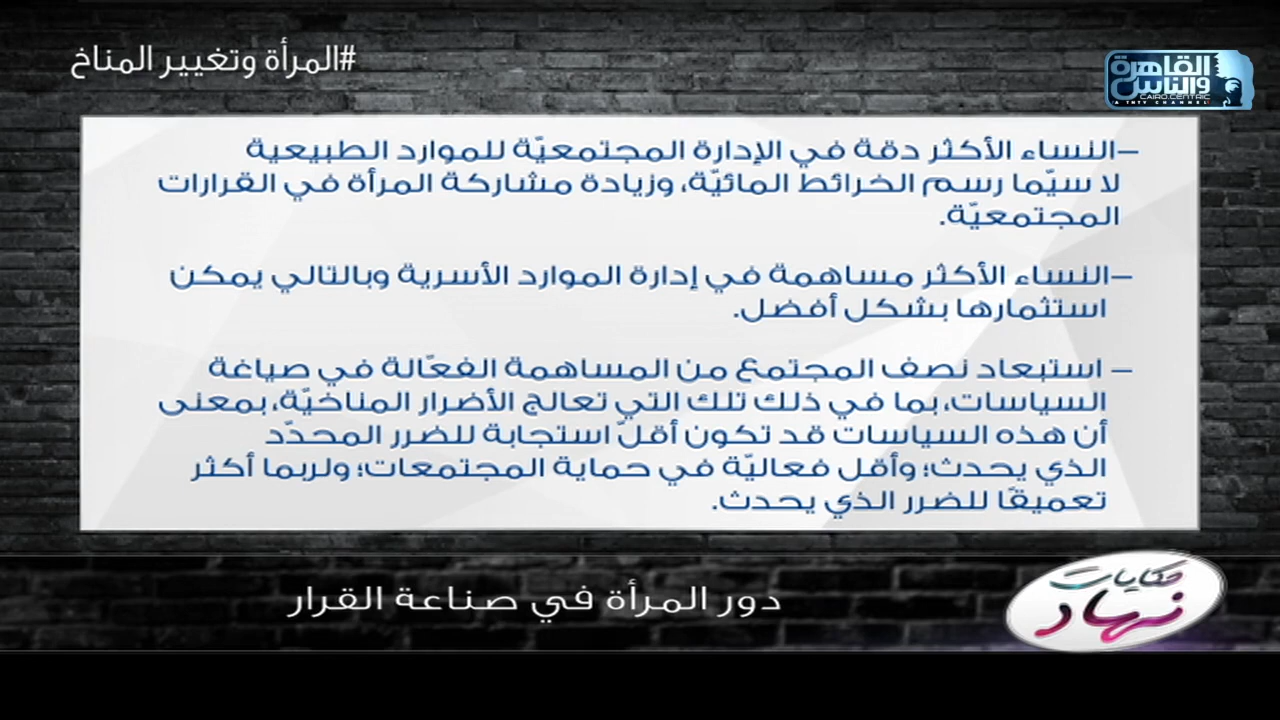 #المرأة وتغيير المناخ
القاهرة
والناس
CAIRO.CENTRIC
A TNTV CHANNEL
–النساء الأكثر دقة في الإدارة المجتمعيّة للموارد الطبيعية
لا سيّما رسم الخرائط المائيّة، وزيادة مشاركة المرأة في القرارات
المجتمعيّة.
–النساء الأكثر مساهمة في إدارة الموارد الأسرية وبالتالي يمكن
استثمارها بشكل أفضل.
– استبعاد نصف المجتمع من المساهمة الفعّالة في صياغة
السياسات، بما في ذلك تلك التي تعالج الأضرار المناخيّة، بمعنى
أن هذه السياسات قد تكون أقلّ استجابة للضرر المحدّد
الذي يحدث؛ وأقل فعاليّة في حماية المجتمعات؛ ولربما أكثر
تعميقًا للضرر الذي يحدث.
حكايات
نهاد
دور المرأة في صناعة القرار